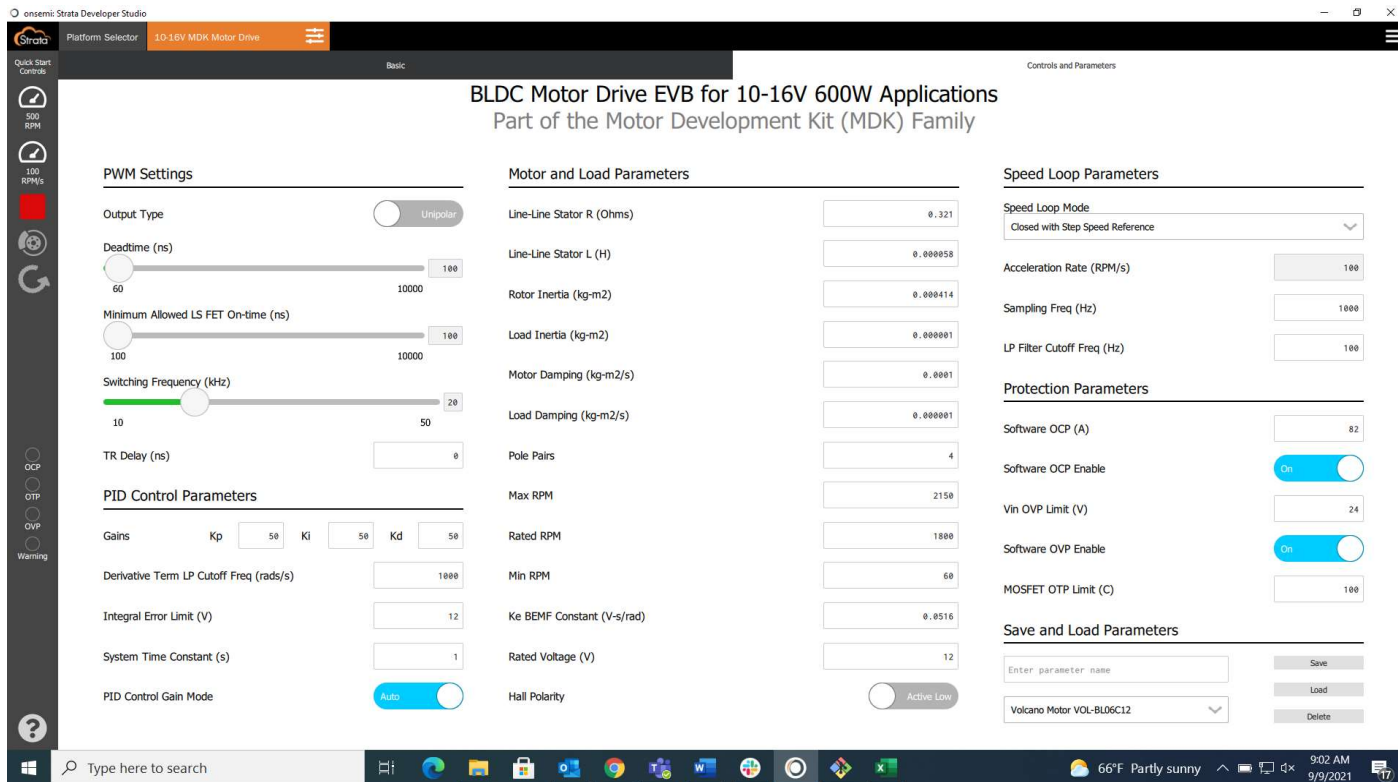 onsemi: Strata Developer Studio
Strata
Platform Selector
10-16V MDK Motor Drive
Quick Start
Controls
500
RPM
100
RPM/s
OCP
OTP
OVP
Warning
Basic
Controls and Parameters
BLDC Motor Drive EVB for 10-16V 600W Applications
Part of the Motor Development Kit (MDK) Family
PWM Settings
Output Type
Unipolar
Deadtime (ns)
100
60
10000
Minimum Allowed LS FET On-time (ns)
100
100
10000
Switching Frequency (kHz)
20
10
50
TR Delay (ns)
0
PID Control Parameters
Gains
Kp
50
Ki
50
Kd
50
Derivative Term LP Cutoff Freq (rads/s)
1000
Integral Error Limit (V)
12
System Time Constant (s)
1
PID Control Gain Mode
Auto
Motor and Load Parameters
Line-Line Stator R (Ohms)
0.321
Line-Line Stator L (H)
0.000058
Rotor Inertia (kg-m2)
0.000414
Load Inertia (kg-m2)
0.000001
Motor Damping (kg-m2/s)
0.0001
Load Damping (kg-m2/s)
0.000001
Pole Pairs
4
Max RPM
2150
Rated RPM
1800
Min RPM
60
Ke BEMF Constant (V-s/rad)
0.0516
Rated Voltage (V)
12
Hall Polarity
Active Low
Speed Loop Parameters
Speed Loop Mode
Closed with Step Speed Reference
Acceleration Rate (RPM/s)
100
Sampling Freq (Hz)
1000
LP Filter Cutoff Freq (Hz)
100
Protection Parameters
Software OCP (A)
82
Software OCP Enable
On
Vin OVP Limit (V)
24
Software OVP Enable
On
MOSFET OTP Limit (C)
100
Save and Load Parameters
Enter parameter name
Save
Load
Volcano Motor VOL-BL06C12
Delete
Type here to search
66°F Partly sunny
9:02 AM
9/9/2021
17